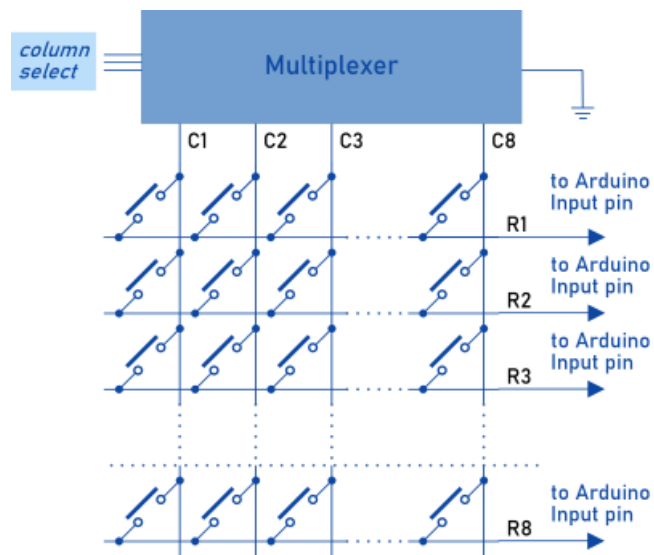 column
select
Multiplexer
C1
C2
C3
C8
to Arduino
Input pin
R1
to Arduino
Input pin
R2
to Arduino
Input pin
R3
to Arduino
Input pin
R8